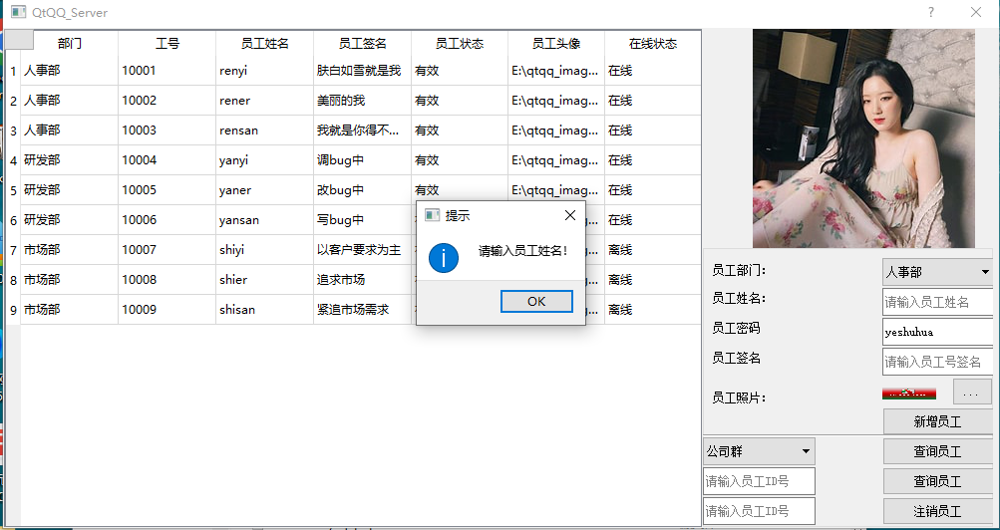 QtQQ_Server
部门 工号 员工姓名 员工签名 员工状态 员工头像 在线状态
1 人事部 10001 renyi 肤白如雪就是我 有效 E:\qtqq_imag... 在线
2 人事部 10002 rener 美丽的我 有效 E:\qtqq_imag... 在线
3 人事部 10003 rensan 我就是你得不... 有效 E:\qtqq_imag... 在线
4 研发部 10004 yanyi 调bug中 有效 E:\qtqq_imag... 在线
5 研发部 10005 yaner 改bug中 有效 E:\qtqq_imag... 在线
6 研发部 10006 yansan 写bug中 在线
7 市场部 10007 shiyi 以客户要求为主 离线
8 市场部 10008 shier 追求市场 离线
9 市场部 10009 shisan 紧追市场需求 离线
提示
请输入员工姓名！
OK
员工部门： 人事部
员工姓名： 请输入员工姓名
员工密码 yeshuhua
员工签名 请输入员工号签名
员工照片： ...
新增员工
公司群 查询员工
请输入员工ID号 查询员工
请输入员工ID号 注销员工